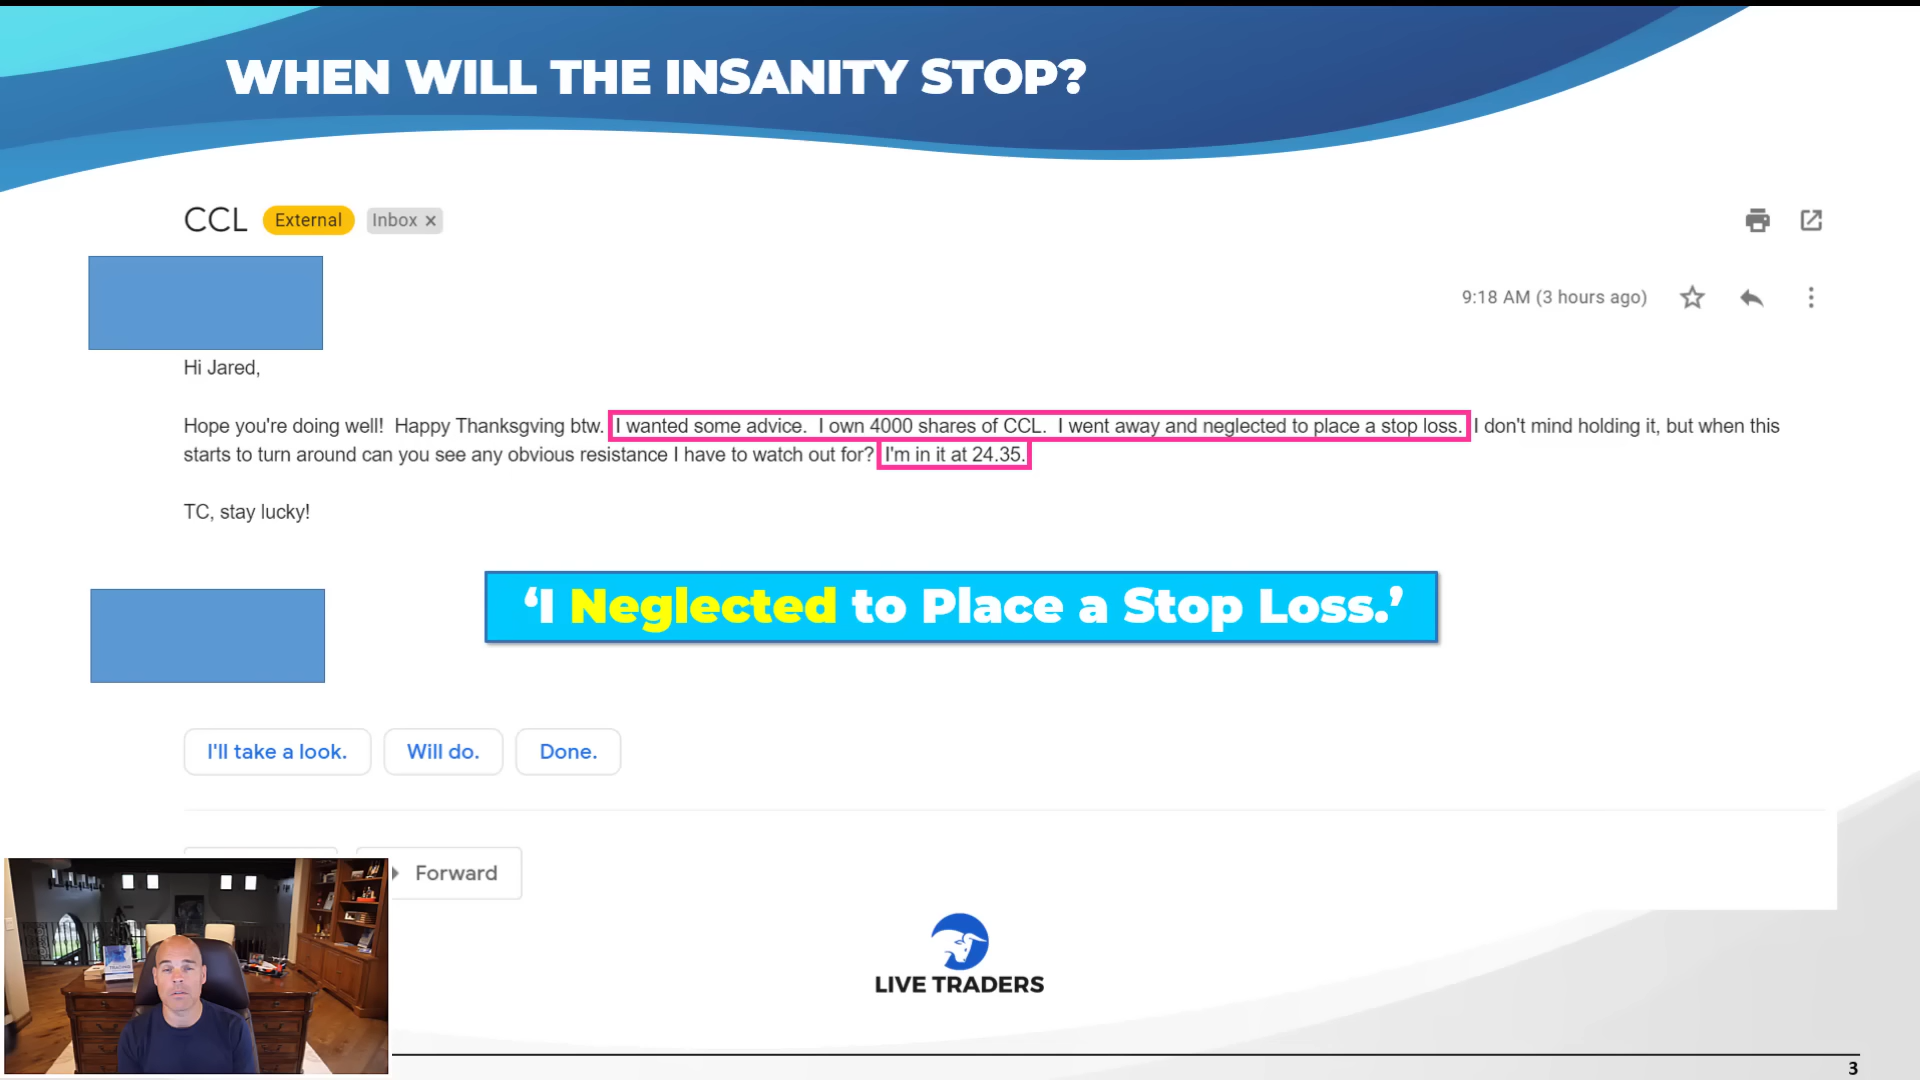 WHEN WILL THE INSANITY STOP?
CCL External Inbox ×
9:18 AM (3 hours ago)
Hi Jared,
Hope you're doing well! Happy Thanksgving btw. I wanted some advice. I own 4000 shares of CCL. I went away and neglected to place a stop loss. I don't mind holding it, but when this
starts to turn around can you see any obvious resistance I have to watch out for? I'm in it at 24.35.
TC, stay lucky!
‘I Neglected to Place a Stop Loss.’
I'll take a look. Will do. Done.
Forward
LIVE TRADERS
3